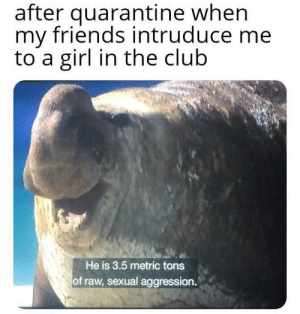 after quarantine when
my friends intruduce me
to a girl in the club
He is 3.5 metric tons
of raw, sexual aggression.